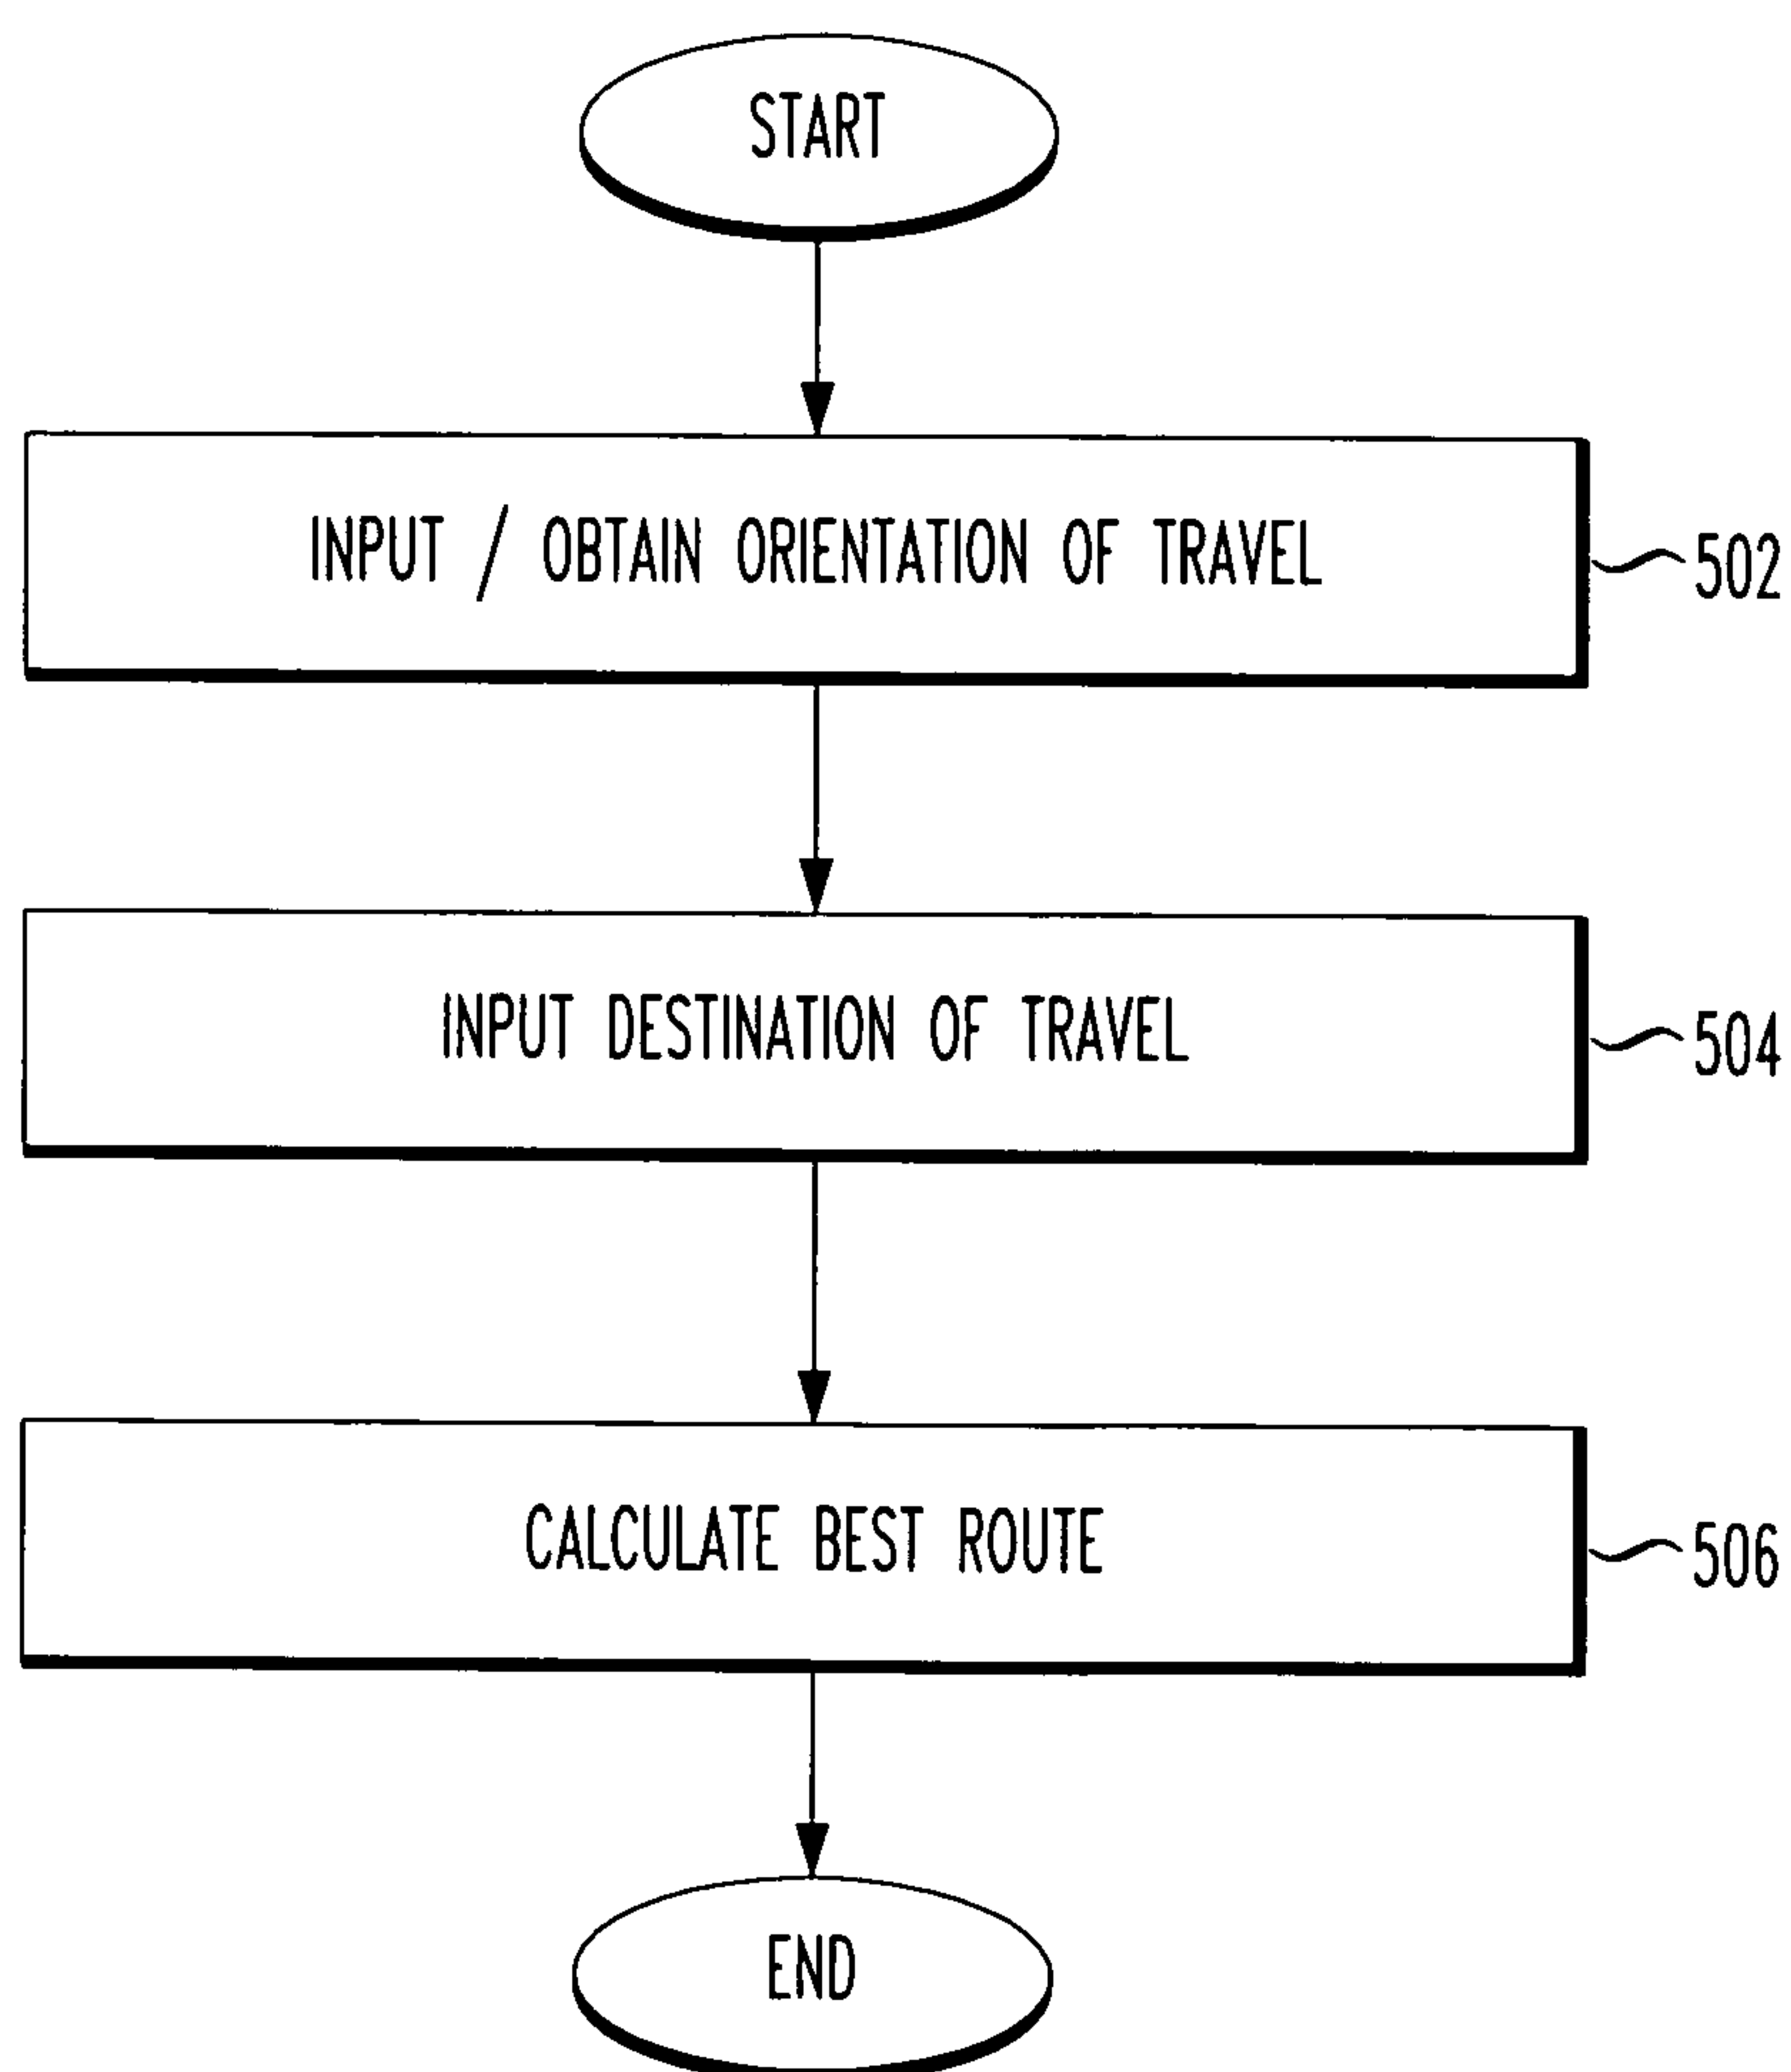 START
INPUT / OBTAIN ORIENTATION OF TRAVEL
502
INPUT DESTINATION OF TRAVEL
504
CALCULATE BEST ROUTE
506
END